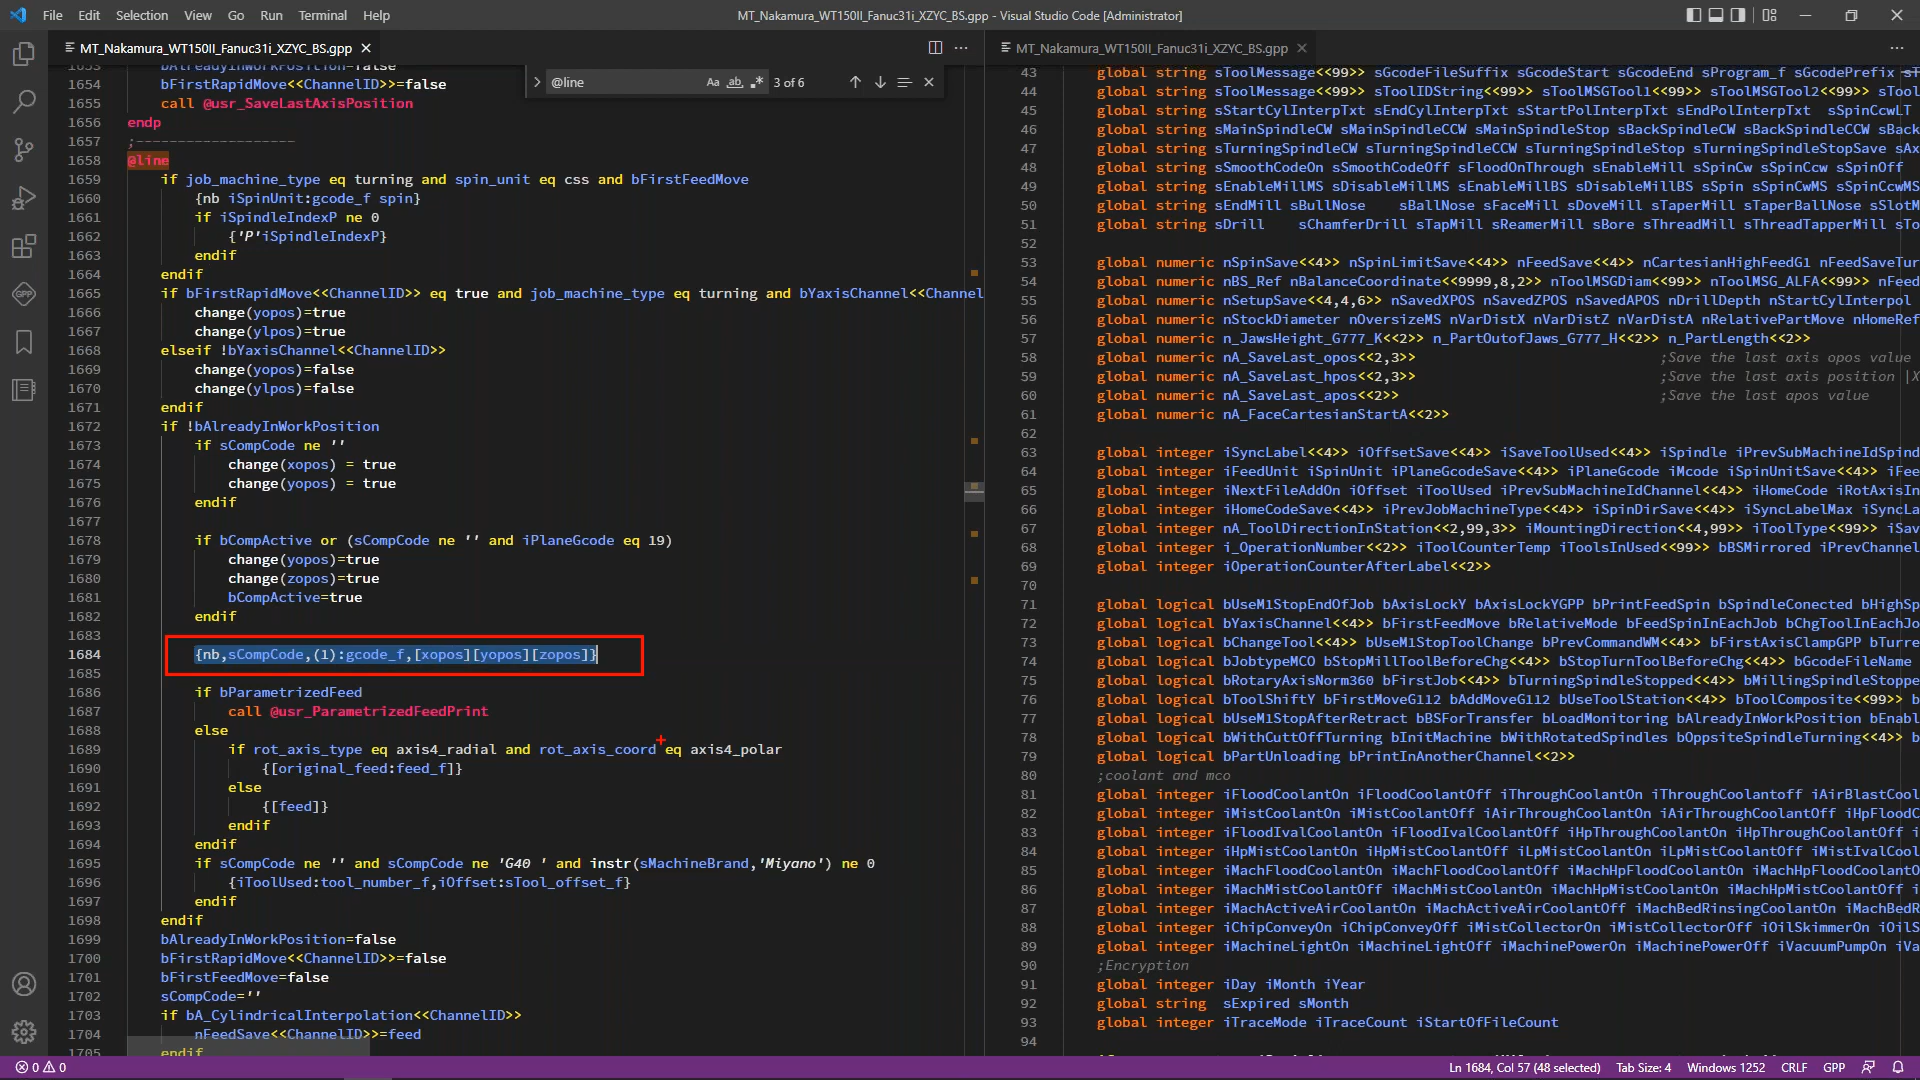 File Edit Selection View Go Run Terminal Help
MT_Nakamura_WT150II_Fanuc31i_XZYC_BS.gpp - Visual Studio Code [Administrator]
MT_Nakamura_WT150II_Fanuc31i_XZYC_BS.gpp
@line
Aa ab .* 3 of 6
1653 bAlreadyInWorkPosition=false
1654 bFirstRapidMove<<ChannelID>>=false
1655 call @usr_SaveLastAxisPosition
1656 endp
1657 ;-------------------
1658 @line
1659 if job_machine_type eq turning and spin_unit eq css and bFirstFeedMove
1660 {nb iSpinUnit:gcode_f spin}
1661 if iSpindleIndexP ne 0
1662 {'P'iSpindleIndexP}
1663 endif
1664 endif
1665 if bFirstRapidMove<<ChannelID>> eq true and job_machine_type eq turning and bYaxisChannel<<Channel
1666 change(yopos)=true
1667 change(ylpos)=true
1668 elseif !bYaxisChannel<<ChannelID>>
1669 change(yopos)=false
1670 change(ylpos)=false
1671 endif
1672 if !bAlreadyInWorkPosition
1673 if sCompCode ne ''
1674 change(xopos) = true
1675 change(yopos) = true
1676 endif
1677
1678 if bCompActive or (sCompCode ne '' and iPlaneGcode eq 19)
1679 change(yopos)=true
1680 change(zopos)=true
1681 bCompActive=true
1682 endif
1683
1684 {nb,sCompCode,(1):gcode_f,[xopos][yopos][zopos]}
1685
1686 if bParametrizedFeed
1687 call @usr_ParametrizedFeedPrint
1688 else
1689 if rot_axis_type eq axis4_radial and rot_axis_coord eq axis4_polar
1690 {[original_feed:feed_f]}
1691 else
1692 {[feed]}
1693 endif
1694 endif
1695 if sCompCode ne '' and sCompCode ne 'G40 ' and instr(sMachineBrand,'Miyano') ne 0
1696 {iToolUsed:tool_number_f,iOffset:sTool_offset_f}
1697 endif
1698 endif
1699 bAlreadyInWorkPosition=false
1700 bFirstRapidMove<<ChannelID>>=false
1701 bFirstFeedMove=false
1702 sCompCode=''
1703 if bA_CylindricalInterpolation<<ChannelID>>
1704 nFeedSave<<ChannelID>>=feed
1705 endif
MT_Nakamura_WT150II_Fanuc31i_XZYC_BS.gpp
43 global string sToolMessage<<99>> sGcodeFileSuffix sGcodeStart sGcodeEnd sProgram_f sGcodePrefix
44 global string sToolMessage<<99>> sToolIDString<<99>> sToolMSGTool1<<99>> sToolMSGTool2<<99>> sTool
45 global string sStartCylInterpTxt sEndCylInterpTxt sStartPolInterpTxt sEndPolInterpTxt sSpinCcwLT
46 global string sMainSpindleCW sMainSpindleCCW sMainSpindleStop sBackSpindleCW sBackSpindleCCW sBack
47 global string sTurningSpindleCW sTurningSpindleCCW sTurningSpindleStop sTurningSpindleStopSave sAx
48 global string sSmoothCodeOn sSmoothCodeOff sFloodOnThrough sEnableMill sSpinCw sSpinCcw sSpinOff
49 global string sEnableMillMS sDisableMillMS sEnableMillBS sDisableMillBS sSpin sSpinCwMS sSpinCcwMS
50 global string sEndMill sBullNose sBallNose sFaceMill sDoveMill sTaperMill sTaperBallNose sSlotM
51 global string sDrill sChamferDrill sTapMill sReamerMill sBore sThreadMill sThreadTapperMill sTo
52
53 global numeric nSpinSave<<4>> nSpinLimitSave<<4>> nFeedSave<<4>> nCartesianHighFeedG1 nFeedSaveTur
54 global numeric nBS_Ref nBalanceCoordinate<<9999,8,2>> nToolMSGDiam<<99>> nToolMSG_ALFA<<99>> nFeed
55 global numeric nSetupSave<<4,4,6>> nSavedXPOS nSavedZPOS nSavedAPOS nDrillDepth nStartCylInterpol
56 global numeric nStockDiameter nOversizeMS nVarDistX nVarDistZ nVarDistA nRelativePartMove nHomeRef
57 global numeric n_JawsHeight_G777_K<<2>> n_PartOutofJaws_G777_H<<2>> n_PartLength<<2>>
58 global numeric nA_SaveLast_opos<<2,3>> ;Save the last axis opos value
59 global numeric nA_SaveLast_hpos<<2,3>> ;Save the last axis position |X
60 global numeric nA_SaveLast_apos<<2>> ;Save the last apos value
61 global numeric nA_FaceCartesianStartA<<2>>
62
63 global integer iSyncLabel<<4>> iOffsetSave<<4>> iSaveToolUsed<<4>> iSpindle iPrevSubMachineIdSpind
64 global integer iFeedUnit iSpinUnit iPlaneGcodeSave<<4>> iPlaneGcode iMcode iSpinUnitSave<<4>> iFee
65 global integer iNextFileAddOn iOffset iToolUsed iPrevSubMachineIdChannel<<4>> iHomeCode iRotAxisIn
66 global integer iHomeCodeSave<<4>> iPrevJobMachineType<<4>> iSpinDirSave<<4>> iSyncLabelMax iSyncLa
67 global integer nA_ToolDirectionInStation<<2,99,3>> iMountingDirection<<4,99>> iToolType<<99>> iSav
68 global integer i_OperationNumber<<2>> iToolCounterTemp iToolsInUsed<<99>> bBSMirrored iPrevChannel
69 global integer iOperationCounterAfterLabel<<2>>
70
71 global logical bUseM1StopEndOfJob bAxisLockY bAxisLockYGPP bPrintFeedSpin bSpindleConected bHighSp
72 global logical bYaxisChannel<<4>> bFirstFeedMove bRelativeMode bFeedSpinInEachJob bChgToolInEachJo
73 global logical bChangeTool<<4>> bUseM1StopToolChange bPrevCommandWM<<4>> bFirstAxisClampGPP bTurre
74 global logical bJobtypeMCO bStopMillToolBeforeChg<<4>> bStopTurnToolBeforeChg<<4>> bGcodeFileName
75 global logical bRotaryAxisNorm360 bFirstJob<<4>> bTurningSpindleStopped<<4>> bMillingSpindleStoppe
76 global logical bToolShiftY bFirstMoveG112 bAddMoveG112 bUseToolStation<<4>> bToolComposite<<99>> b
77 global logical bUseM1StopAfterRetract bBSForTransfer bLoadMonitoring bAlreadyInWorkPosition bEnabl
78 global logical bWithCuttOffTurning bInitMachine bWithRotatedSpindles bOppsiteSpindleTurning<<4>> b
79 global logical bPartUnloading bPrintInAnotherChannel<<2>>
80 ;coolant and mco
81 global integer iFloodCoolantOn iFloodCoolantOff iThroughCoolantOn iThroughCoolantoff iAirBlastCool
82 global integer iMistCoolantOn iMistCoolantOff iAirThroughCoolantOn iAirThroughCoolantOff iHpFloodC
83 global integer iFloodIvalCoolantOn iFloodIvalCoolantOff iHpThroughCoolantOn iHpThroughCoolantOff i
84 global integer iHpMistCoolantOn iHpMistCoolantOff iLpMistCoolantOn iLpMistCoolantOff iMistIvalCool
85 global integer iMachFloodCoolantOn iMachFloodCoolantOff iMachHpFloodCoolantOn iMachHpFloodCoolantO
86 global integer iMachMistCoolantOff iMachMistCoolantOn iMachHpMistCoolantOn iMachHpMistCoolantOff i
87 global integer iMachActiveAirCoolantOn iMachActiveAirCoolantOff iMachBedRinsingCoolantOn iMachBedR
88 global integer iChipConveyOn iChipConveyOff iMistCollectorOn iMistCollectorOff iOilSkimmerOn iOilS
89 global integer iMachineLightOn iMachineLightOff iMachinePowerOn iMachinePowerOff iVacuumPumpOn iVa
90 ;Encryption
91 global integer iDay iMonth iYear
92 global string sExpired sMonth
93 global integer iTraceMode iTraceCount iStartOfFileCount
94
GPP
0 0 Ln 1684, Col 57 (48 selected) Tab Size: 4 Windows 1252 CRLF GPP